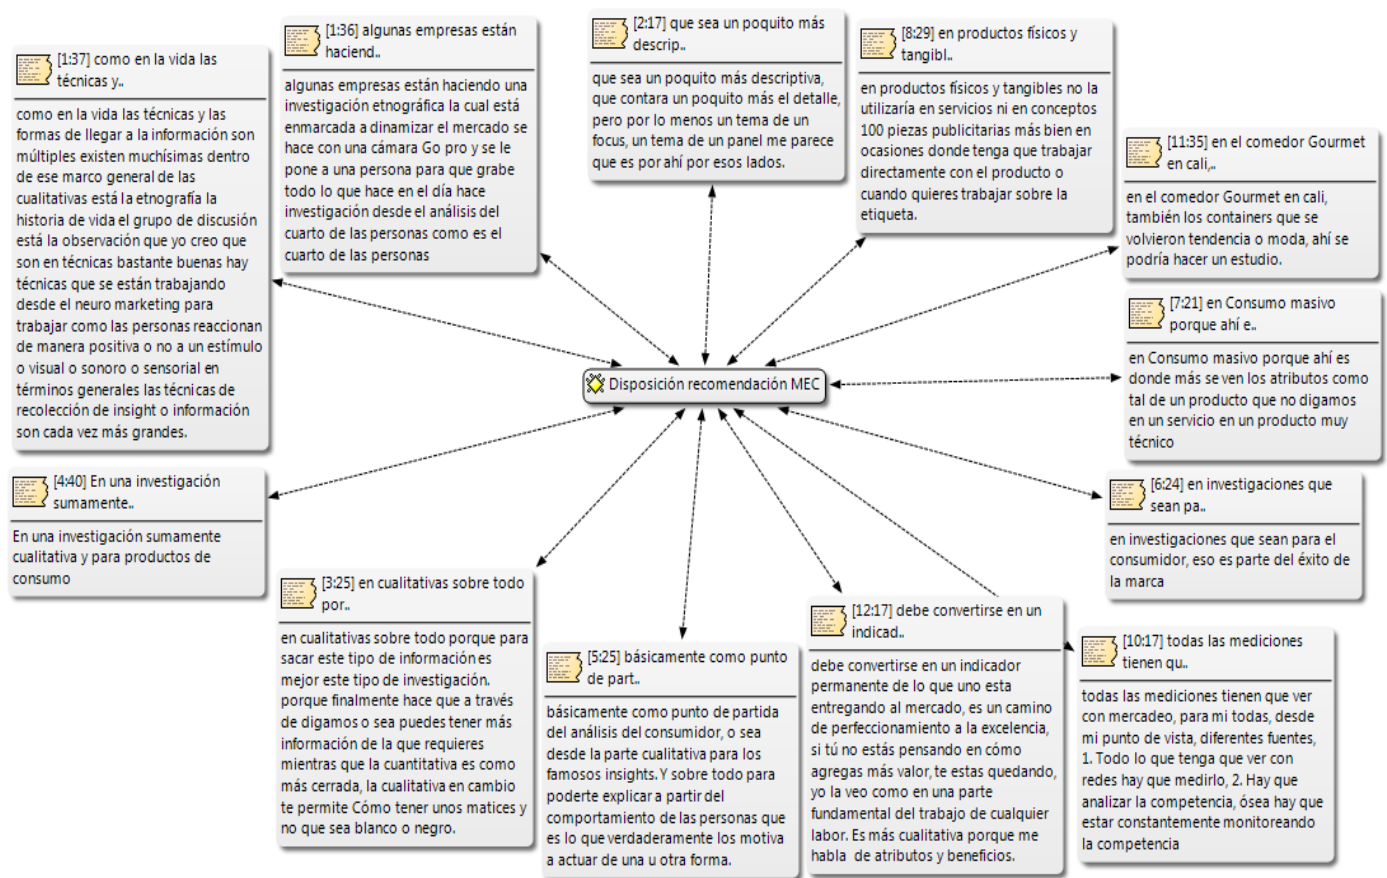 [1:37] como en la vida las
técnicas y..
como en la vida las técnicas y las
formas de llegar a la información son
múltiples existen muchísimas dentro
de ese marco general de las
cualitativas está la etnografía la
historia de vida el grupo de discusión
está la observación que yo creo que
son en técnicas bastante buenas hay
técnicas que se están trabajando
desde el neuro marketing para
trabajar como las personas reaccionan
de manera positiva o no a un estímulo
o visual o sonoro o sensorial en
términos generales las técnicas de
recolección de insight o información
son cada vez más grandes.
[1:36] algunas empresas están
haciend..
algunas empresas están haciendo una
investigación etnográfica la cual está
enmarcada a dinamizar el mercado se
hace con una cámara Go pro y se le
pone a una persona para que grabe
todo lo que hace en el día hace
investigación desde el análisis del
cuarto de las personas como es el
cuarto de las personas
[2:17] que sea un poquito más
descrip..
que sea un poquito más descriptiva,
que contara un poquito más el detalle,
pero por lo menos un tema de un
focus, un tema de un panel me parece
que es por ahí por esos lados.
[8:29] en productos físicos y
tangibl..
en productos físicos y tangibles no la
utilizaría en servicios ni en conceptos
100 piezas publicitarias más bien en
ocasiones donde tenga que trabajar
directamente con el producto o
cuando quieres trabajar sobre la
etiqueta.
[11:35] en el comedor Gourmet
en cali,..
en el comedor Gourmet en cali,
también los containers que se
volvieron tendencia o moda, ahí se
podría hacer un estudio.
[7:21] en Consumo masivo
porque ahí e..
en Consumo masivo porque ahí es
donde más se ven los atributos como
tal de un producto que no digamos
en un servicio en un producto muy
técnico
Disposición recomendación MEC
[4:40] En una investigación
sumamente..
En una investigación sumamente
cualitativa y para productos de
consumo
[6:24] en investigaciones que
sean pa..
en investigaciones que sean para el
consumidor, eso es parte del éxito de
la marca
[3:25] en cualitativas sobre todo
por..
en cualitativas sobre todo porque para
sacar este tipo de información es
mejor este tipo de investigación.
porque finalmente hace que a través
de digamos o sea puedes tener más
información de la que requieres
mientras que la cuantitativa es como
más cerrada, la cualitativa en cambio
te permite Cómo tener unos matices y
no que sea blanco o negro.
[5:25] básicamente como punto
de part..
básicamente como punto de partida
del análisis del consumidor, o sea
desde la parte cualitativa para los
famosos insights. Y sobre todo para
poderte explicar a partir del
comportamiento de las personas que
es lo que verdaderamente los motiva
a actuar de una u otra forma.
[12:17] debe convertirse en un
indicad..
debe convertirse en un indicador
permanente de lo que uno esta
entregando al mercado, es un camino
de perfeccionamiento a la excelencia,
si tú no estás pensando en cómo
agregas más valor, te estas quedando,
yo la veo como en una parte
fundamental del trabajo de cualquier
labor. Es más cualitativa porque me
habla de atributos y beneficios.
[10:17] todas las mediciones
tienen qu..
todas las mediciones tienen que ver
con mercadeo, para mi todas, desde
mi punto de vista, diferentes fuentes,
1. Todo lo que tenga que ver con
redes hay que medirlo, 2. Hay que
analizar la competencia, ósea hay que
estar constantemente monitoreando
la competencia